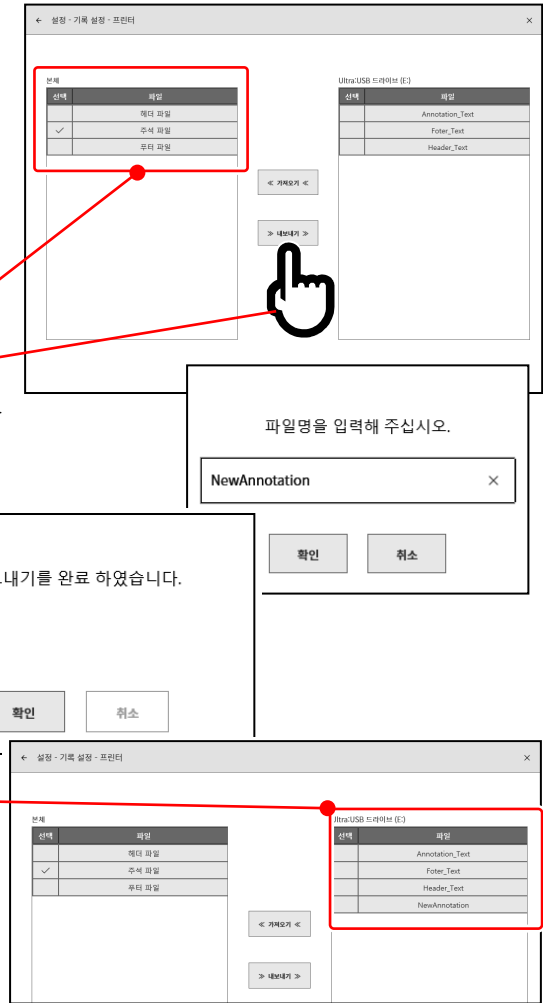 ← 설정 - 기록 설정 - 프린터 ×
본체
선택 파일
헤더 파일
✓ 주석 파일
푸터 파일
Ultra:USB 드라이브 (E:)
선택 파일
Annotation_Text
Foter_Text
Header_Text
≪ 가져오기 ≪
≫ 내보내기 ≫
파일명을 입력해 주십시오.
NewAnnotation ×
확인 취소
내기를 완료 하였습니다.
확인 취소
← 설정 - 기록 설정 - 프린터 ×
본체
선택 파일
헤더 파일
✓ 주석 파일
푸터 파일
Ultra:USB 드라이브 (E:)
선택 파일
Annotation_Text
Foter_Text
Header_Text
NewAnnotation
≪ 가져오기 ≪
≫ 내보내기 ≫